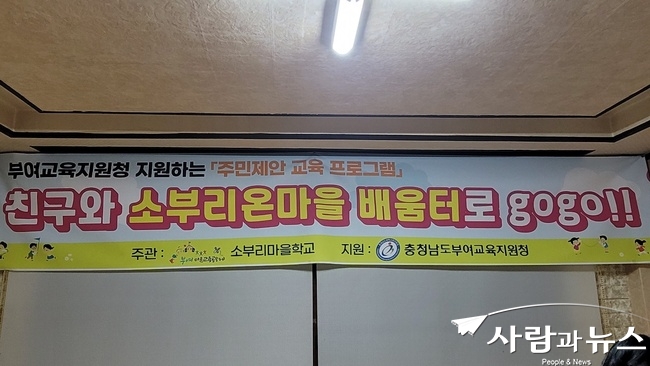 부여교육지원청 지원하는 「주민제안 교육 프로그램」
친구와 소부리온마을 배움터로 gogo!!
주관 : 소부리마을학교 지원 : 충청남도부여교육지원청
사람과뉴스
People & News